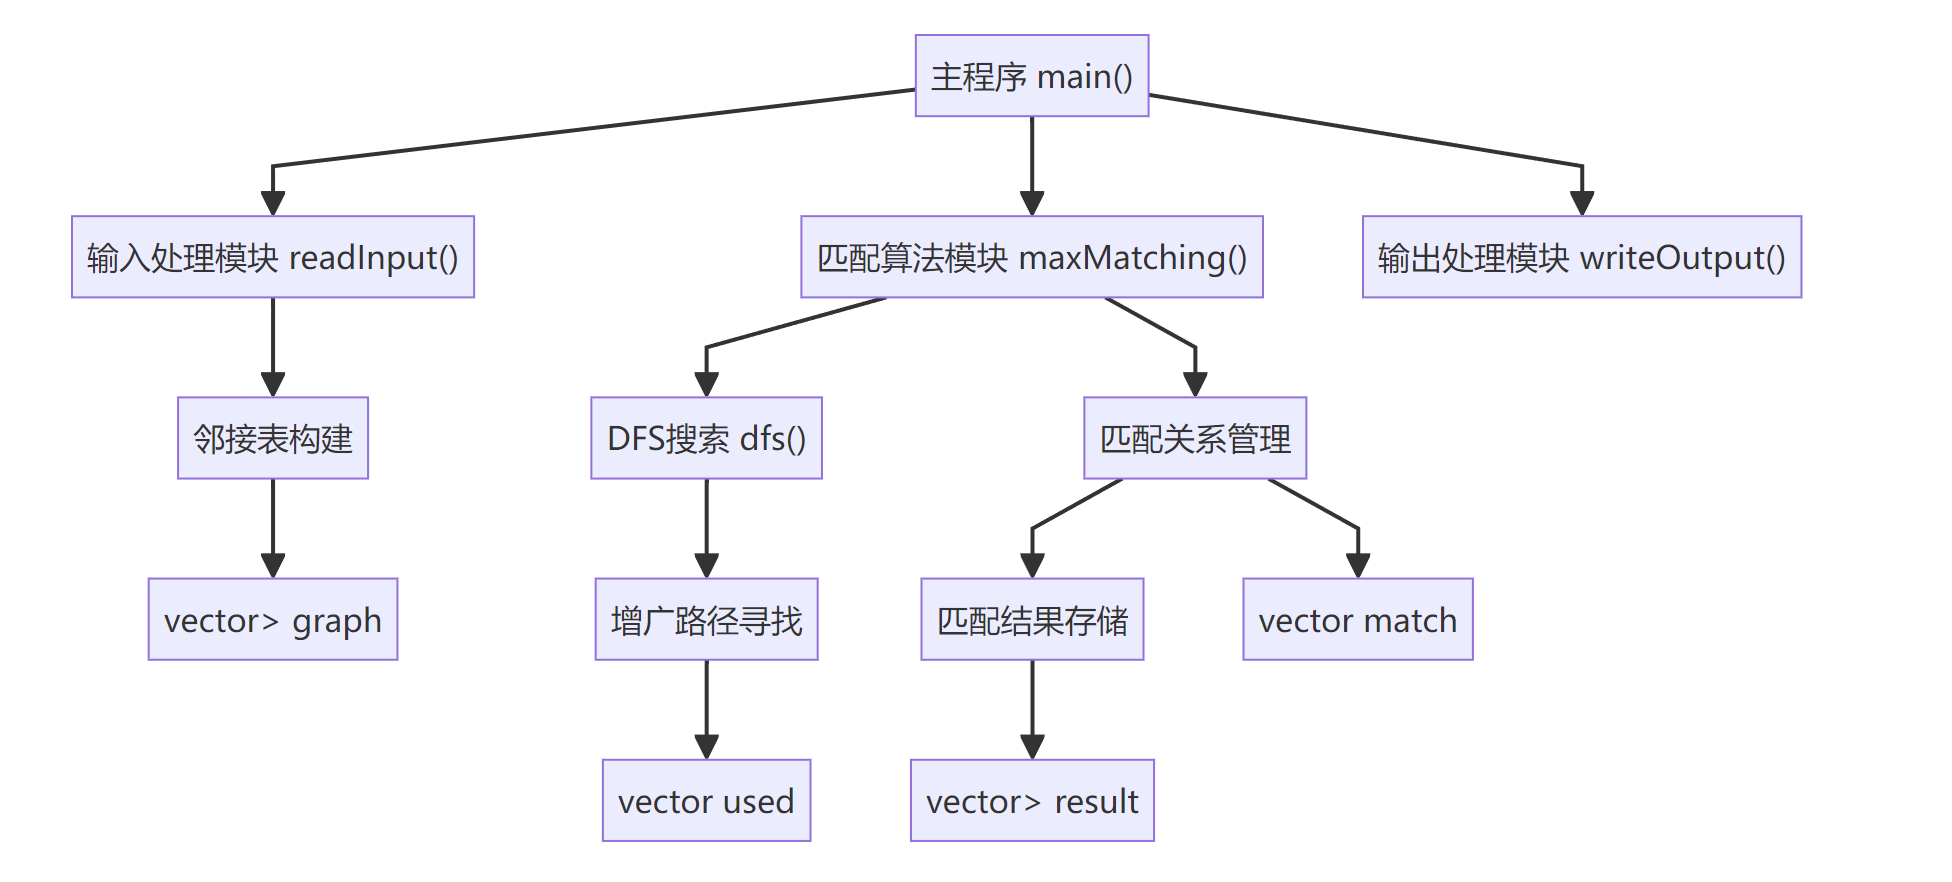 主程序 main()
输入处理模块 readInput()
匹配算法模块 maxMatching()
输出处理模块 writeOutput()
邻接表构建
DFS搜索 dfs()
匹配关系管理
vector> graph
增广路径寻找
匹配结果存储
vector match
vector used
vector> result